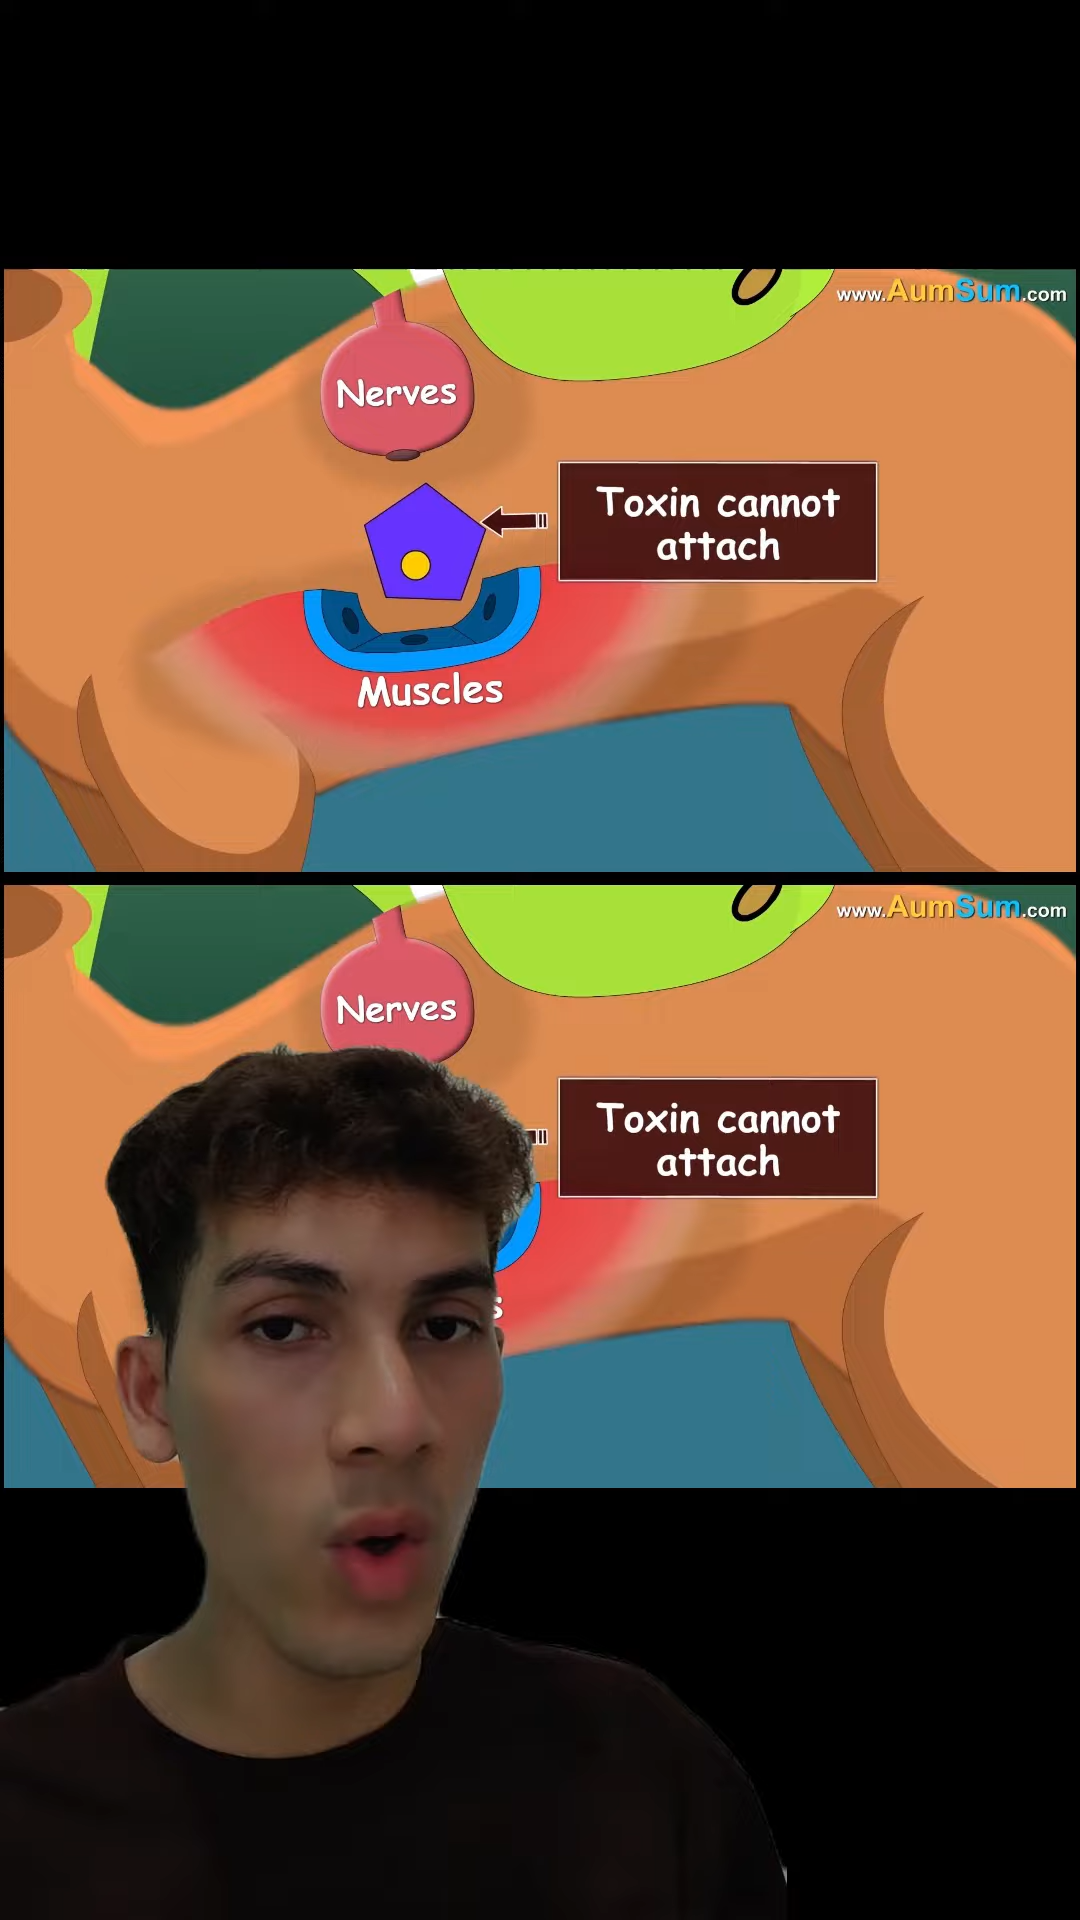 www.AumSum.com
Nerves
Toxin cannot
attach
Muscles
www.AumSum.com
Nerves
Toxin cannot
attach
s